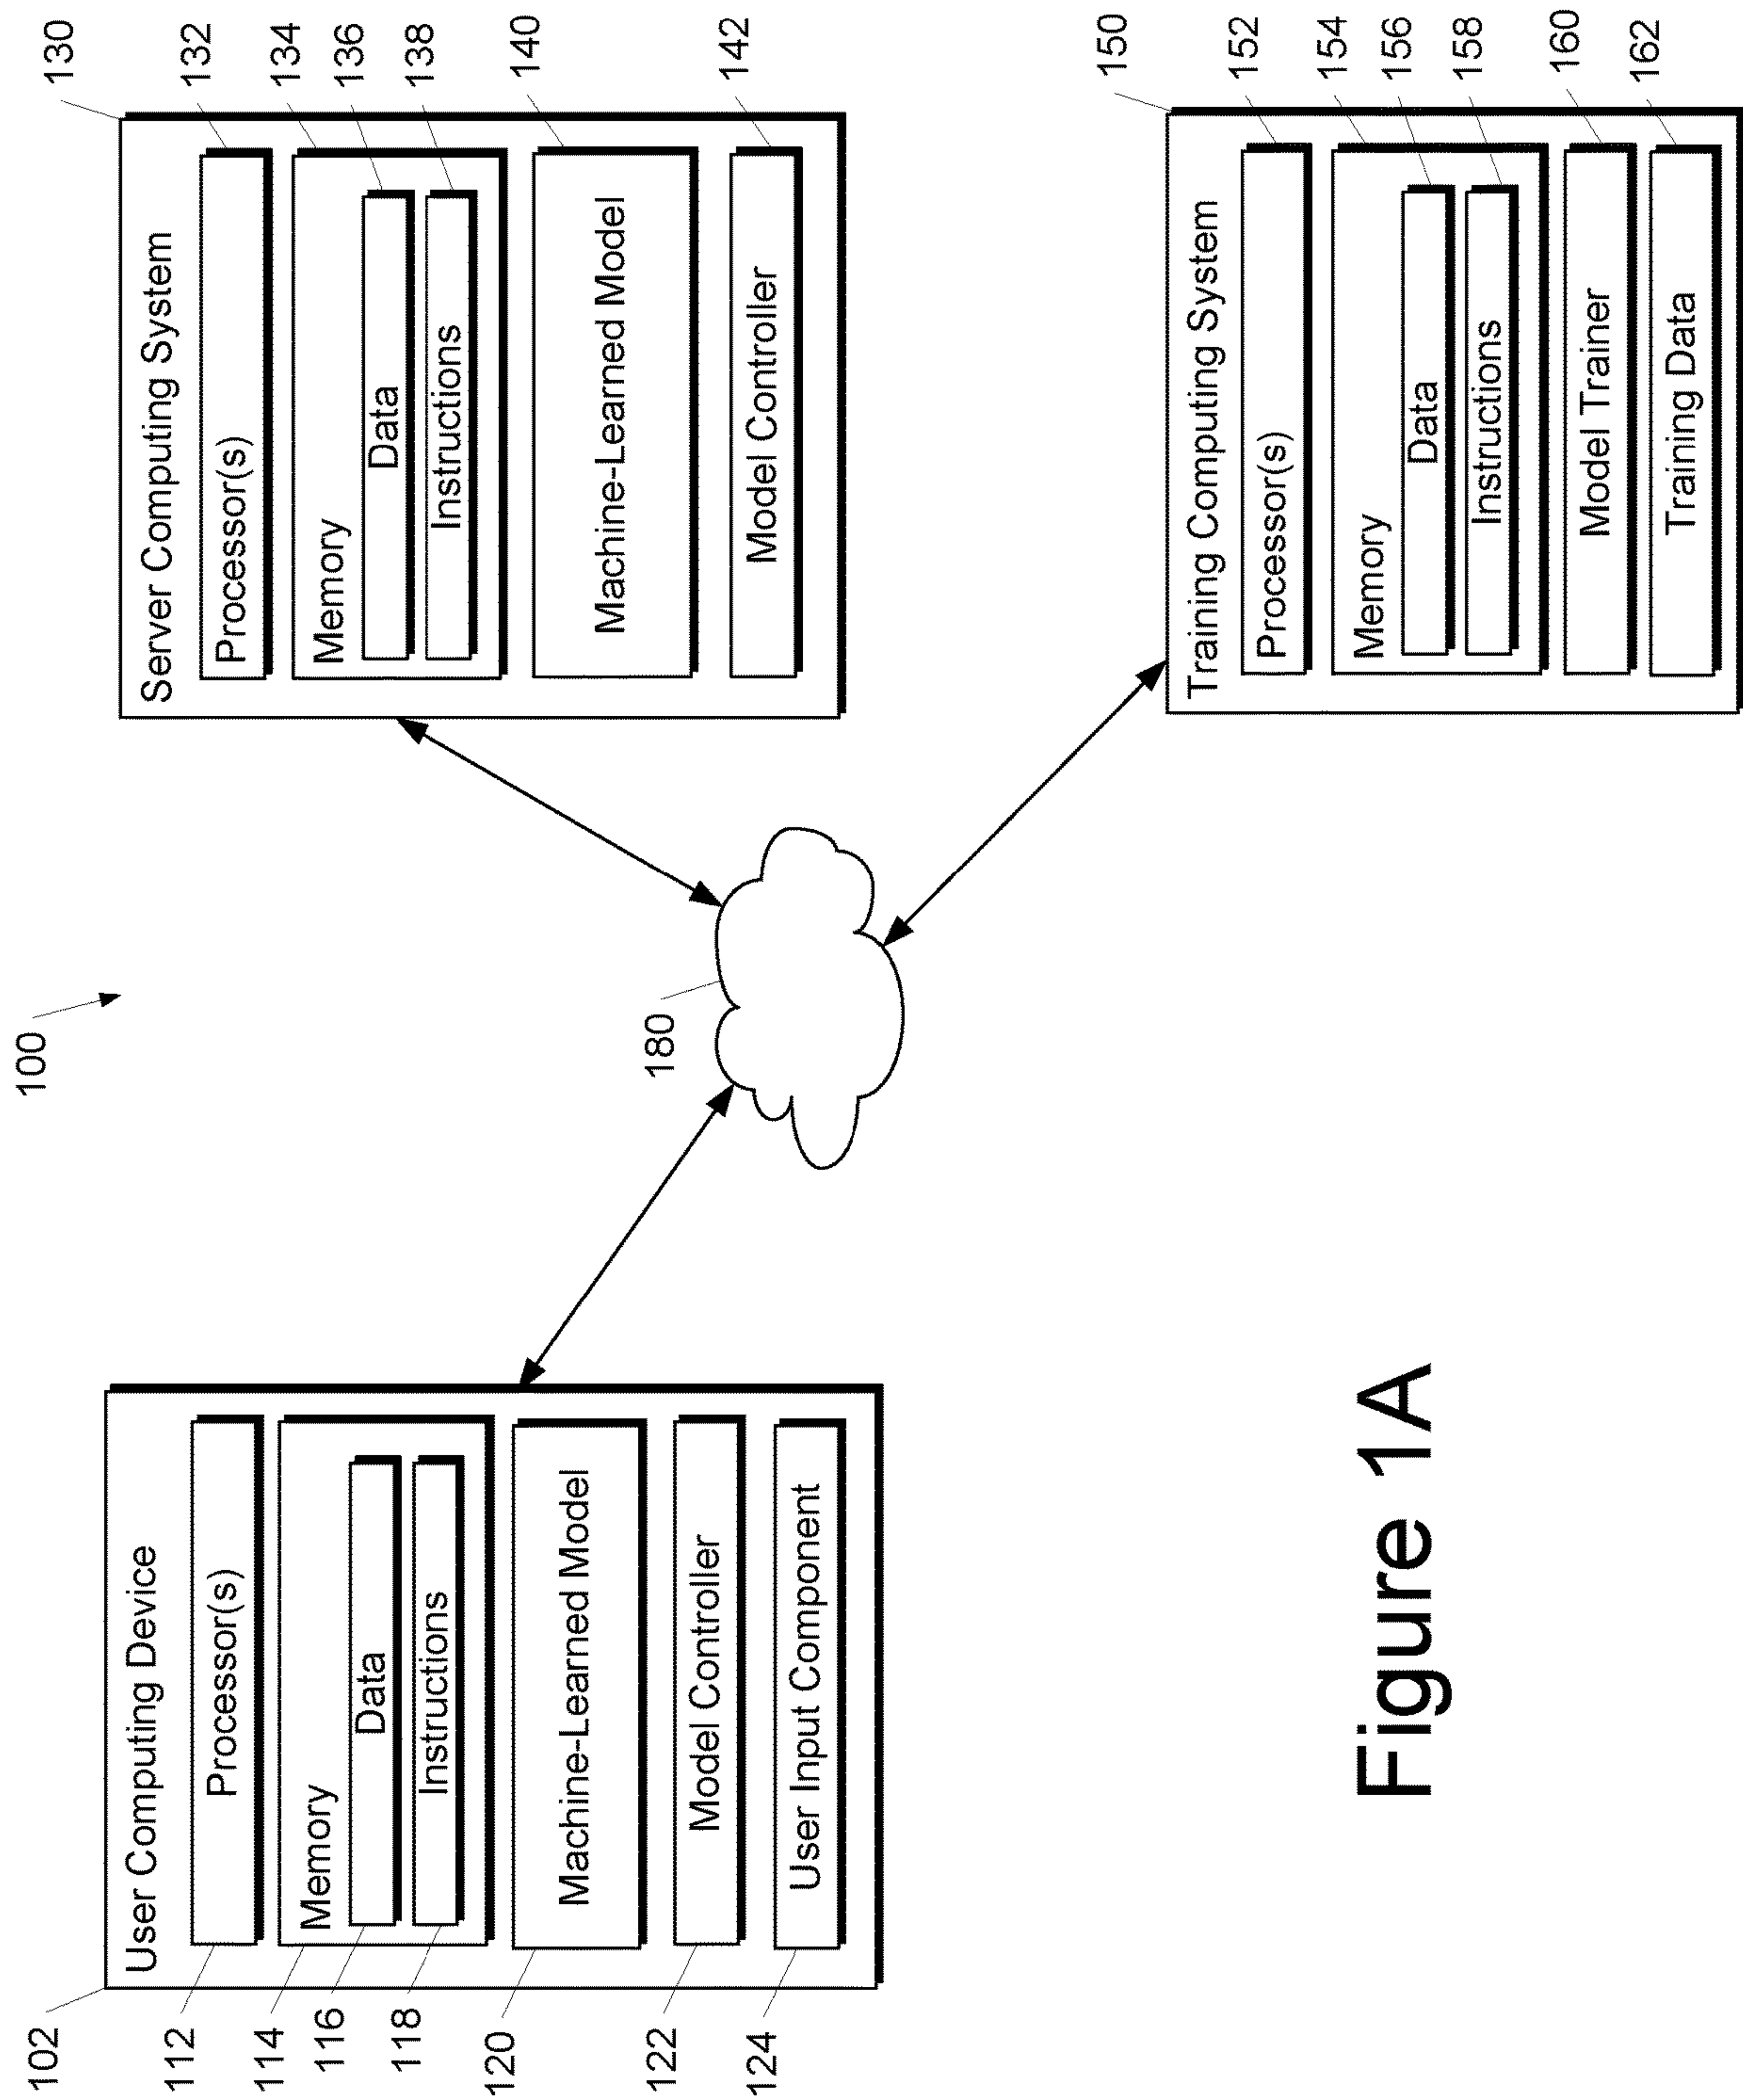 100
102
User Computing Device
112
Processor(s)
114
Memory
116
Data
118
Instructions
120
Machine-Learned Model
122
Model Controller
124
User Input Component
180
130
Server Computing System
Processor(s)
132
Memory
134
Data
136
Instructions
138
Machine-Learned Model
140
Model Controller
142
150
Training Computing System
Processor(s)
152
Memory
154
Data
156
Instructions
158
Model Trainer
160
Training Data
162
Figure 1A